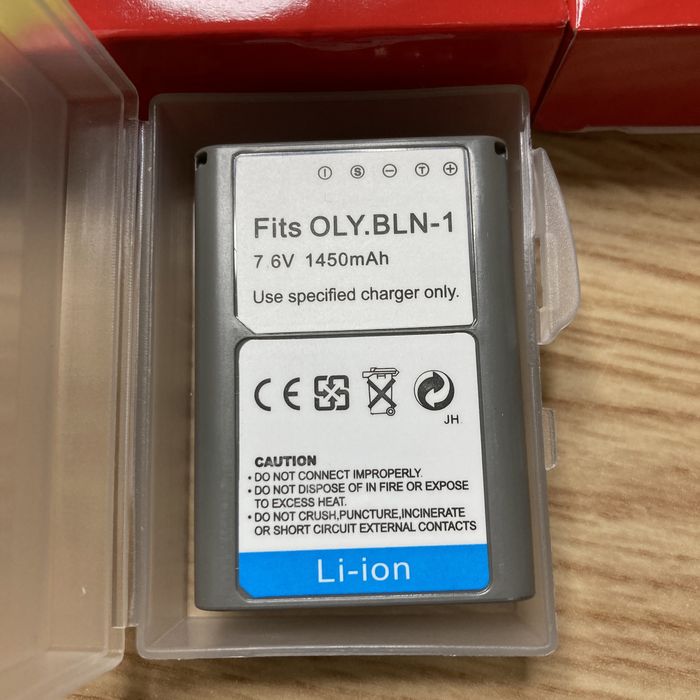 I S − T +
Fits OLY.BLN-1
7.6V 1450mAh
Use specified charger only.
CE
JH
CAUTION
• DO NOT CONNECT IMPROPERLY.
• DO NOT DISPOSE OF IN FIRE OR EXPOSE
TO EXCESS HEAT.
• DO NOT CRUSH,PUNCTURE,INCINERATE
OR SHORT CIRCUIT EXTERNAL CONTACTS
Li-ion